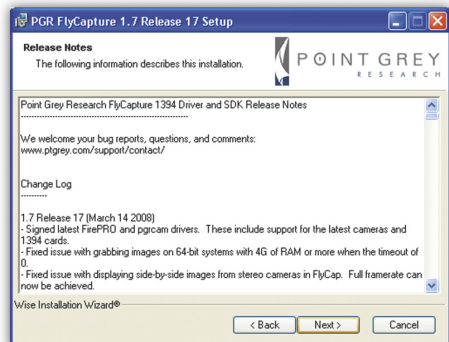 PGR FlyCapture 1.7 Release 17 Setup
Release Notes
The following information describes this installation.
POINT GREY
RESEARCH
Point Grey Research FlyCapture 1394 Driver and SDK Release Notes
----------------------------------------------------------------
We welcome your bug reports, questions, and comments:
www.ptgrey.com/support/contact/
Change Log
----------
1.7 Release 17 (March 14 2008)
- Signed latest FirePRO and pgrcam drivers. These include support for the latest cameras and
1394 cards.
- Fixed issue with grabbing images on 64-bit systems with 4G of RAM or more when the timeout of
0.
- Fixed issue with displaying side-by-side images from stereo cameras in FlyCap. Full framerate can
now be achieved.
Wise Installation Wizard®
< Back
Next >
Cancel